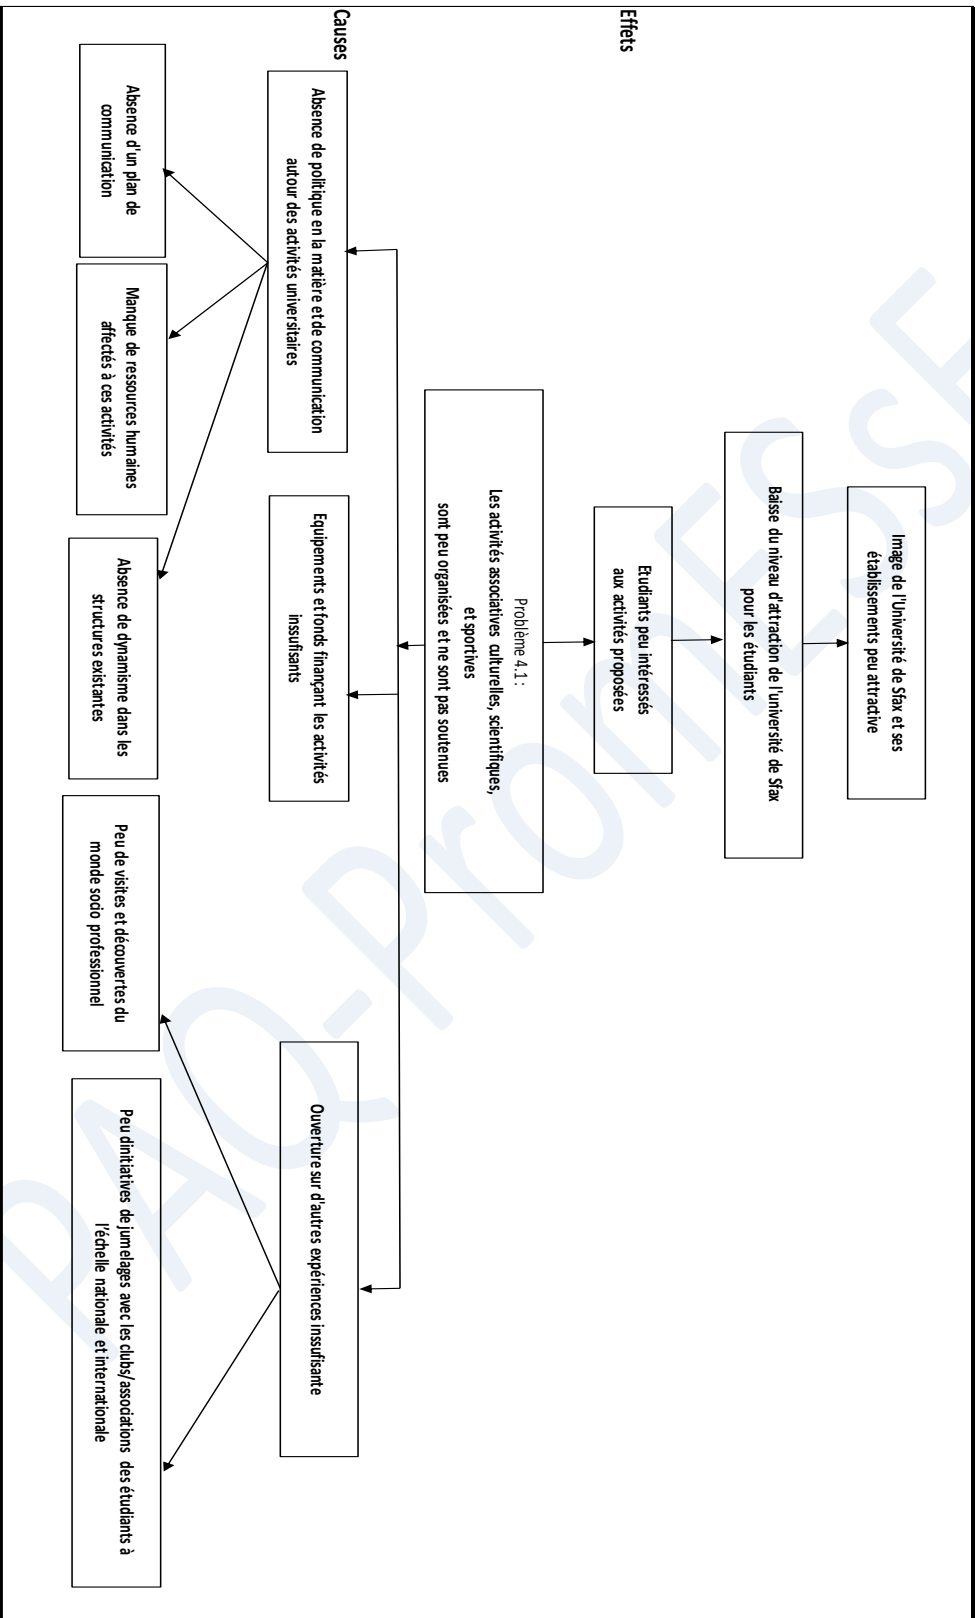 Image de l'Université de Sfax et ses
établissements peu attractive
Baisse du niveau d'attraction de l'université de Sfax
pour les étudiants
Effets
Etudiants peu intéressés
aux activités proposées
Problème 4.1 :
Les activités associatives culturelles, scientifiques,
et sportives
sont peu organisées et ne sont pas soutenues
Causes
Absence de politique en la matière et de communication
autour des activités universitaires
Equipements et fonds finançant les activités
inssufisants
Ouverture sur d'autres expériences inssufisante
Absence d'un plan de
communication
Manque de ressources humaines
affectés à ces activités
Absence de dynamisme dans les
structures existantes
Peu de visites et découvertes du
monde socio professionnel
Peu dinitiatives de jumelages avec les clubs/associations des étudiants à
l'échelle nationale et internationale
PAQ-PromESsE